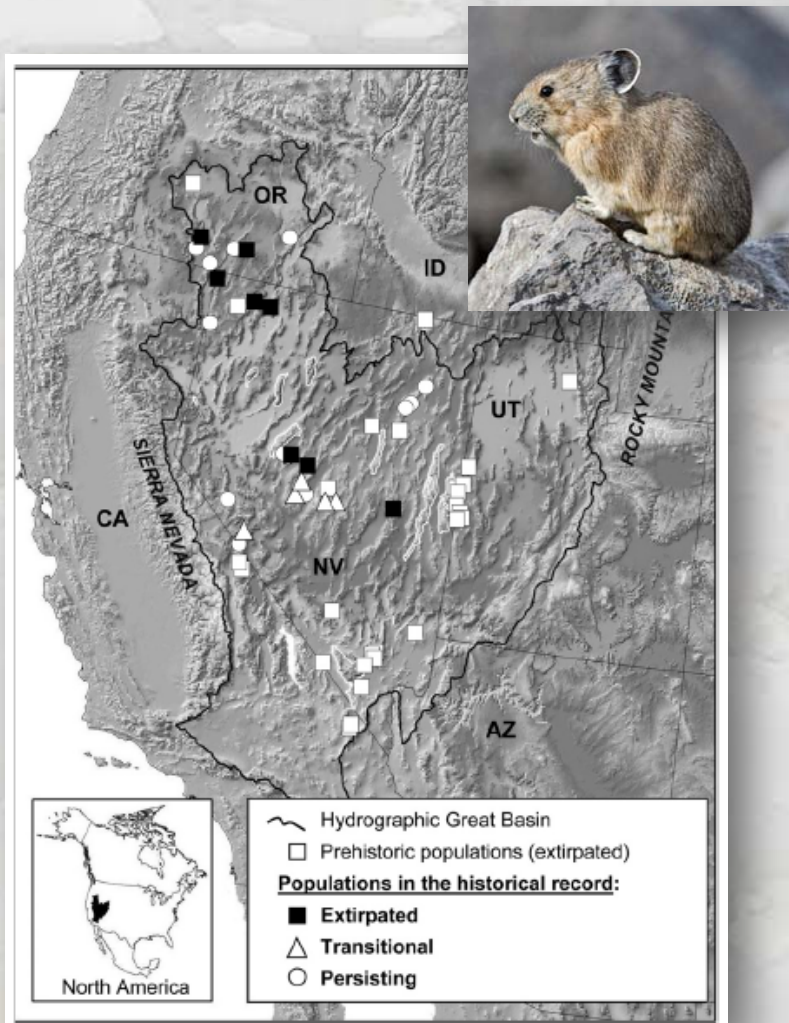 OR
ID
ROCKY MOUNTA
UT
SIERRA NEVADA
CA
NV
AZ
North America
Hydrographic Great Basin
Prehistoric populations (extirpated)
Populations in the historical record:
Extirpated
Transitional
Persisting